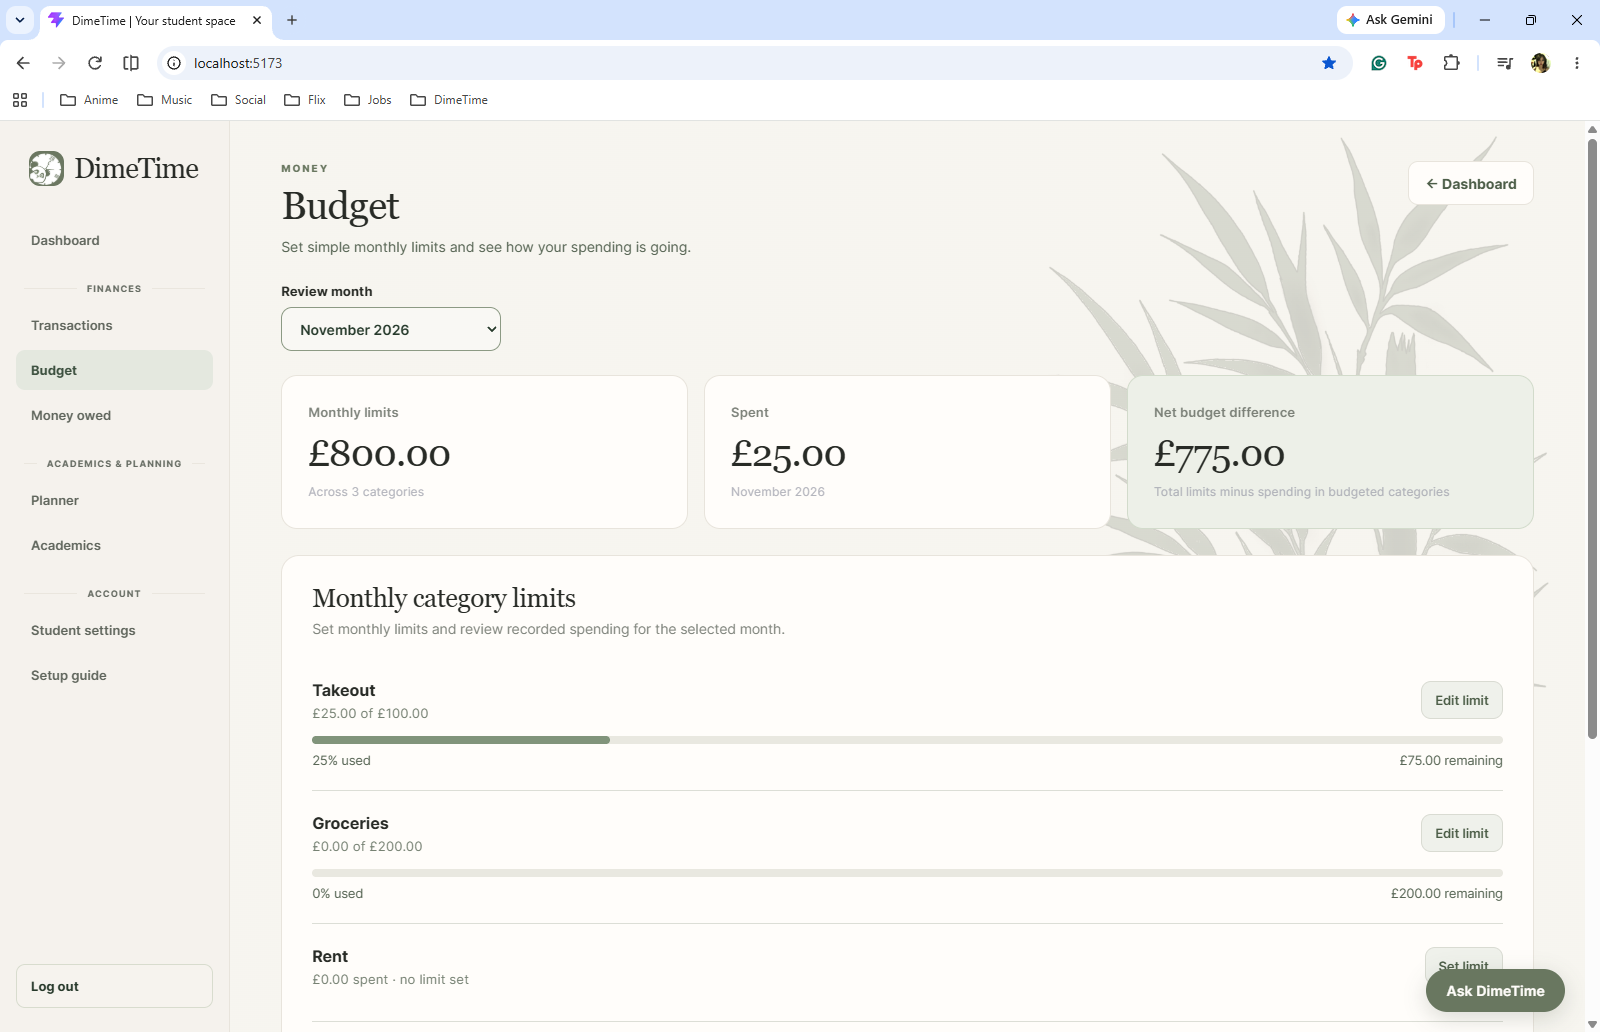 DimeTime | Your student space
Ask Gemini
localhost:5173
Anime
Music
Social
Flix
Jobs
DimeTime
DimeTime
Dashboard
FINANCES
Transactions
Budget
Money owed
ACADEMICS & PLANNING
Planner
Academics
ACCOUNT
Student settings
Setup guide
Log out
MONEY
Budget
Set simple monthly limits and see how your spending is going.
← Dashboard
Review month
November 2026
Monthly limits
£800.00
Across 3 categories
Spent
£25.00
November 2026
Net budget difference
£775.00
Total limits minus spending in budgeted categories
Monthly category limits
Set monthly limits and review recorded spending for the selected month.
Takeout
£25.00 of £100.00
Edit limit
25% used
£75.00 remaining
Groceries
£0.00 of £200.00
Edit limit
0% used
£200.00 remaining
Rent
£0.00 spent · no limit set
Set limit
Ask DimeTime